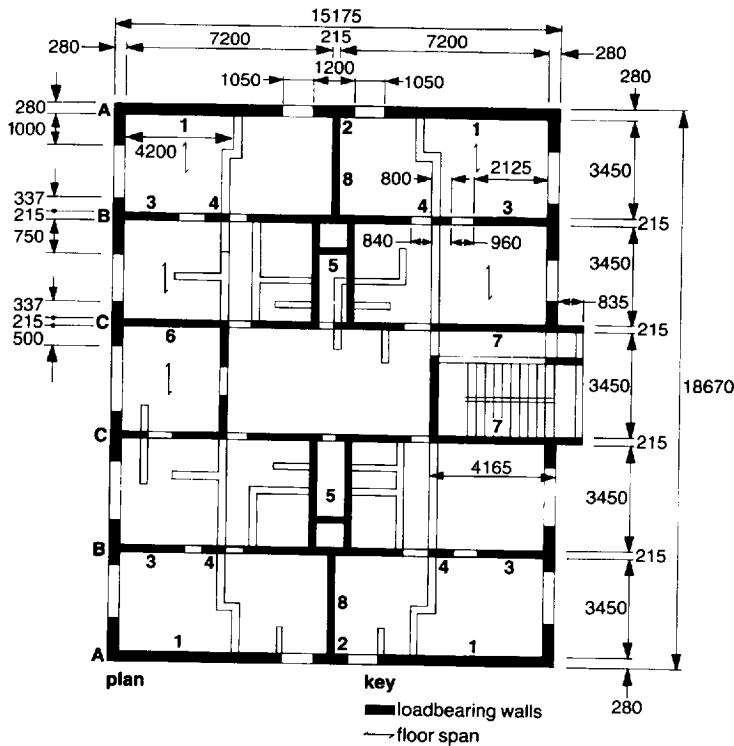 15175
280 7200 215 7200 280
1200
1050 1050
280
280 A 1 2 1
1000
4200 800 2125 3450
8
337 3 4 4 3
215 B 215
750 840 960
5 3450
337 835
215 C 215
500 6 7
3450 18670
7
C 215
4165
5 3450
B 215
3 4 4 3
8 3450
1 2 1
A
280
plan key
loadbearing walls
floor span